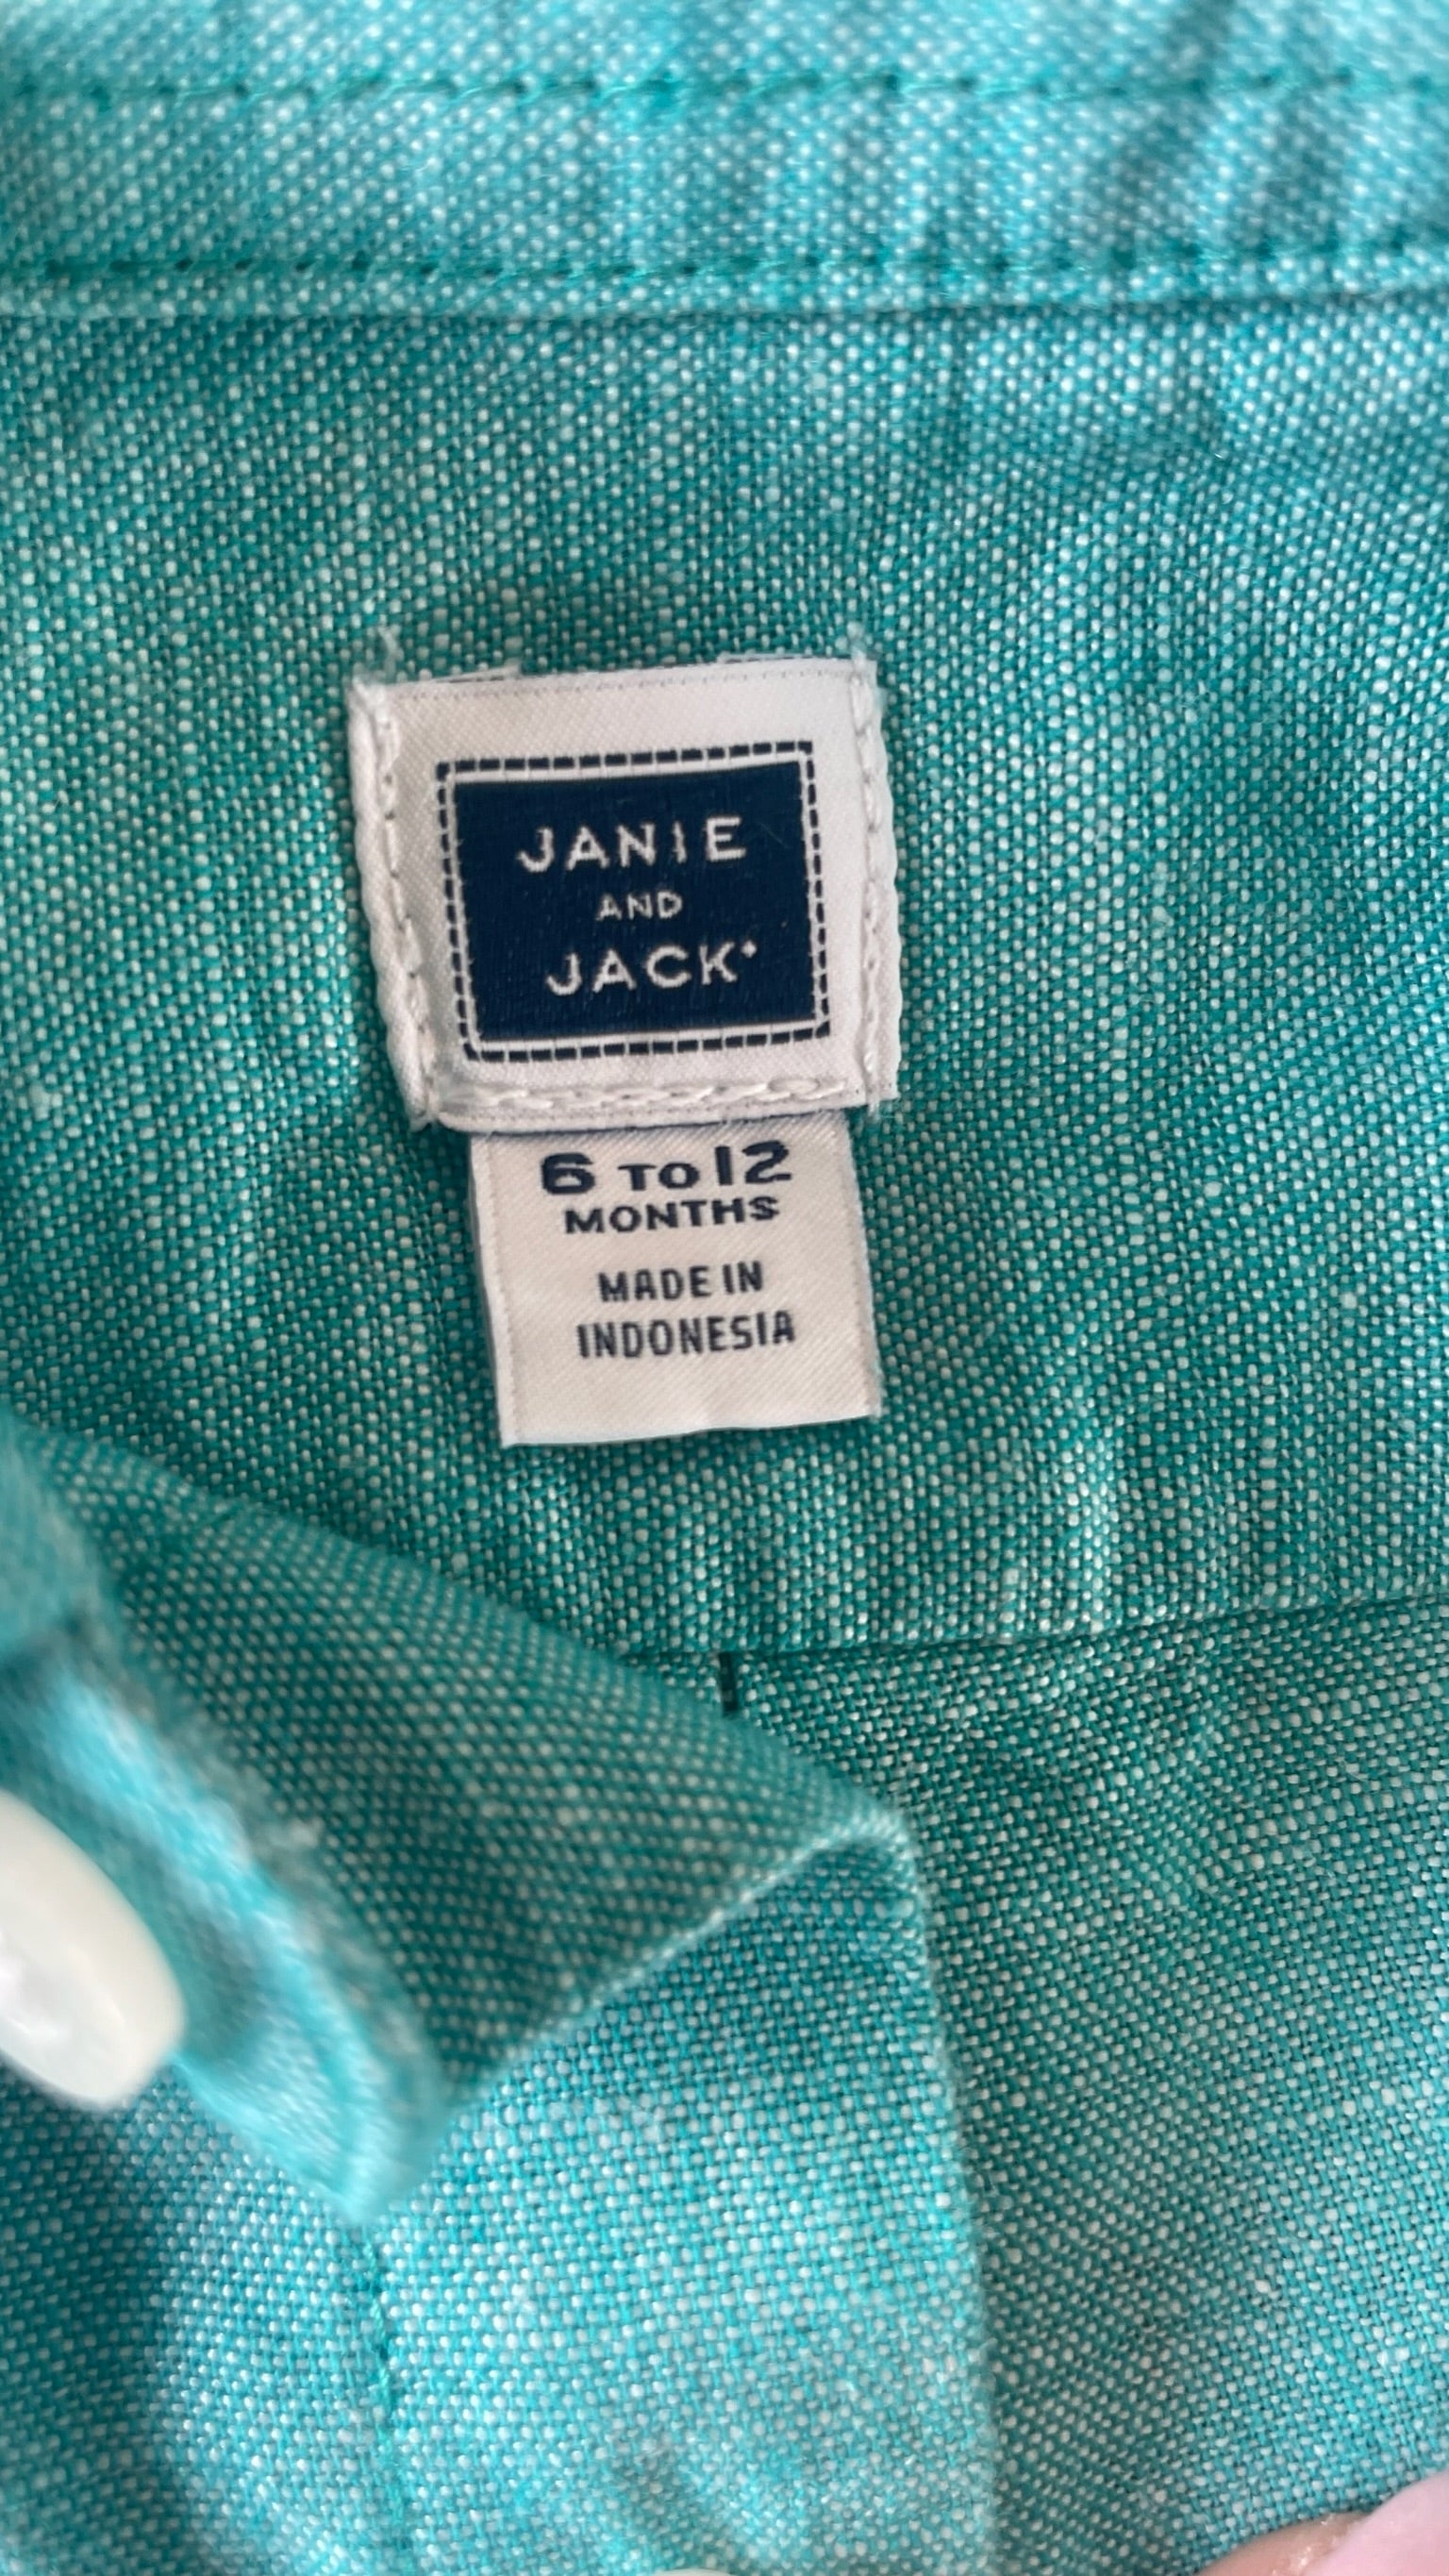 JANIE
AND
JACK
6 TO 12
MONTHS
MADE IN
INDONESIA